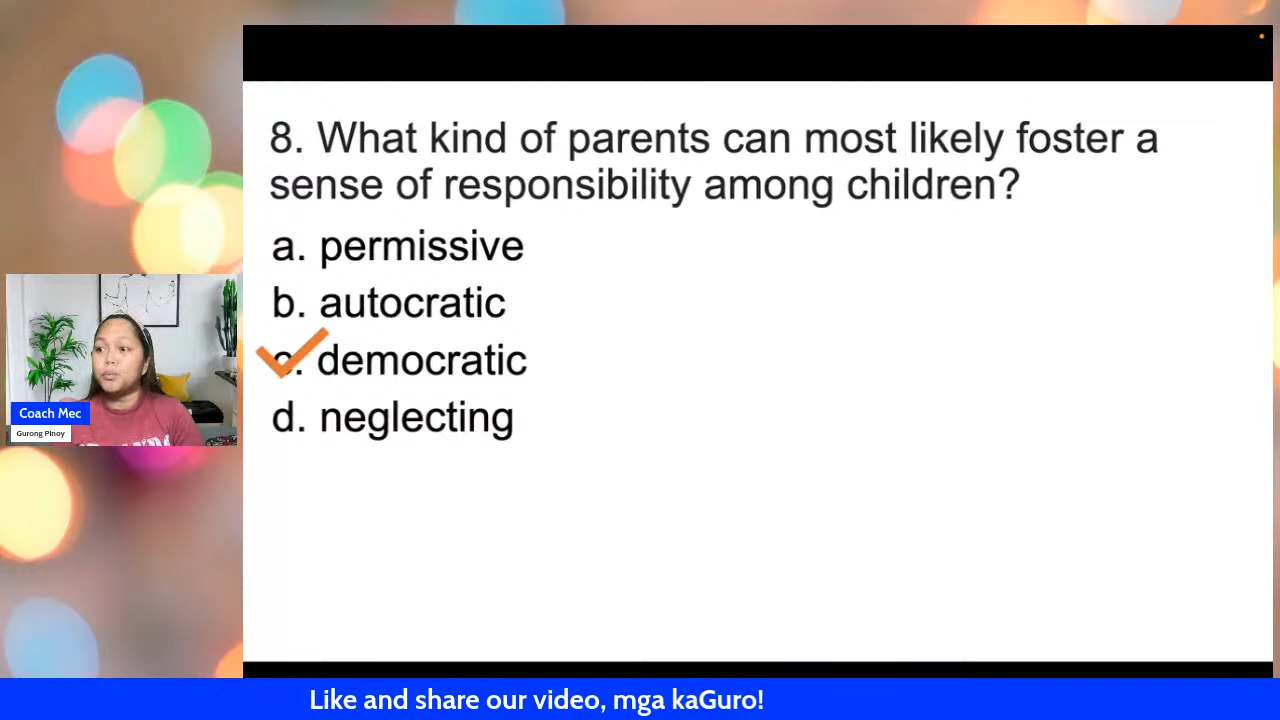 8. What kind of parents can most likely foster a
sense of responsibility among children?
a. permissive
b. autocratic
c. democratic
d. neglecting
Coach Mec
Gurong Pinoy
Like and share our video, mga kaGuro!